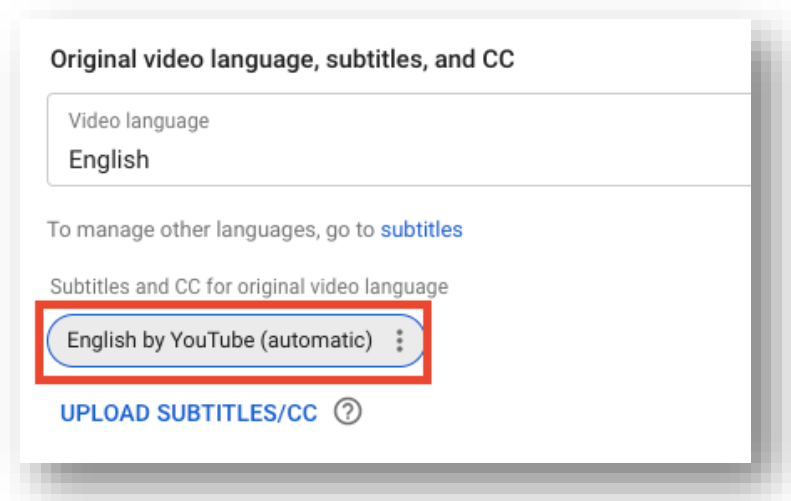 Original video language, subtitles, and CC
Video language
English
To manage other languages, go to subtitles
Subtitles and CC for original video language
English by YouTube (automatic)
UPLOAD SUBTITLES/CC ?